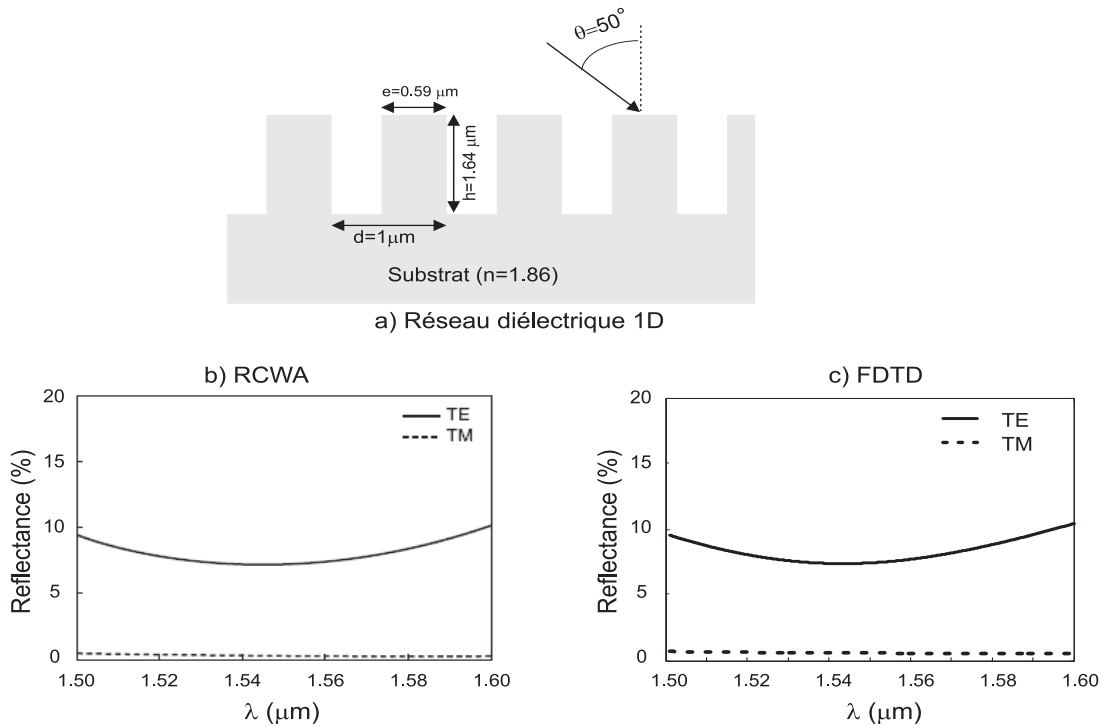 θ=50°
e=0.59 μm
h=1.64 μm
d=1μm
Substrat (n=1.86)
a) Réseau diélectrique 1D
b) RCWA
20
15
10
5
0
Reflectance (%)
TE
TM
1.50
1.52
1.54
1.56
1.58
1.60
λ (μm)
c) FDTD
20
15
10
5
0
Reflectance (%)
TE
TM
1.50
1.52
1.54
1.56
1.58
1.60
λ (μm)